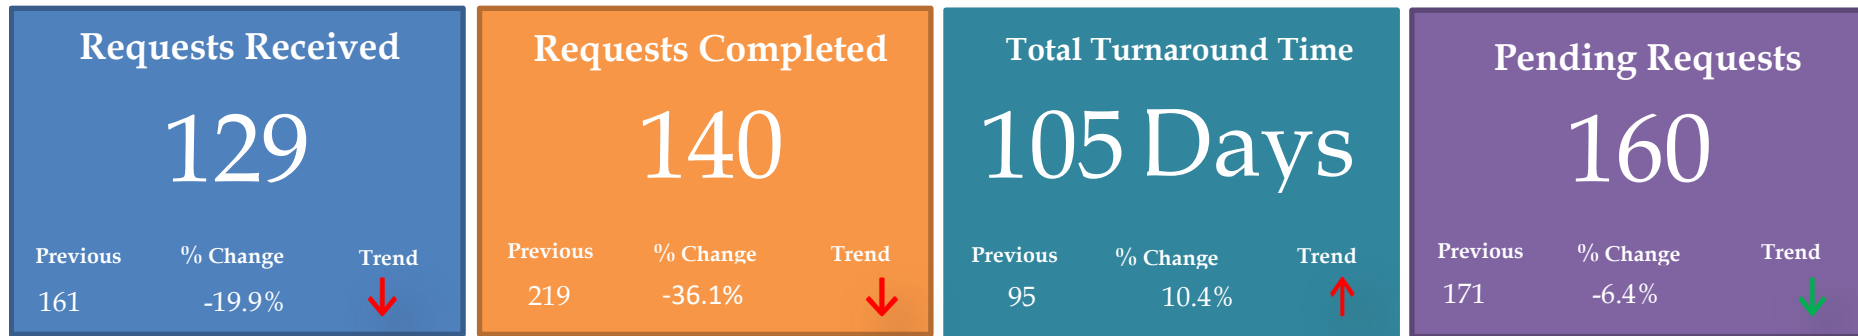 Requests Received
129
Previous % Change Trend
161 -19.9%
Requests Completed
140
Previous % Change Trend
219 -36.1%
Total Turnaround Time
105 Days
Previous % Change Trend
95 10.4%
Pending Requests
160
Previous % Change Trend
171 -6.4%